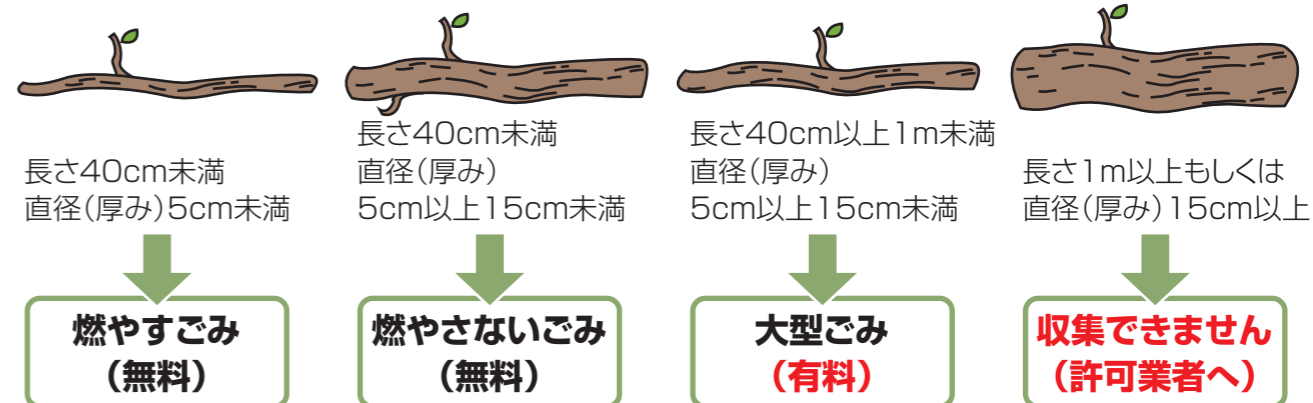 長さ40cm未満
直径(厚み)5cm未満
燃やすごみ
(無料)
長さ40cm未満
直径(厚み)
5cm以上15cm未満
燃やさないごみ
(無料)
長さ40cm以上1m未満
直径(厚み)
5cm以上15cm未満
大型ごみ
(有料)
長さ1m以上もしくは
直径(厚み)15cm以上
収集できません
(許可業者へ)